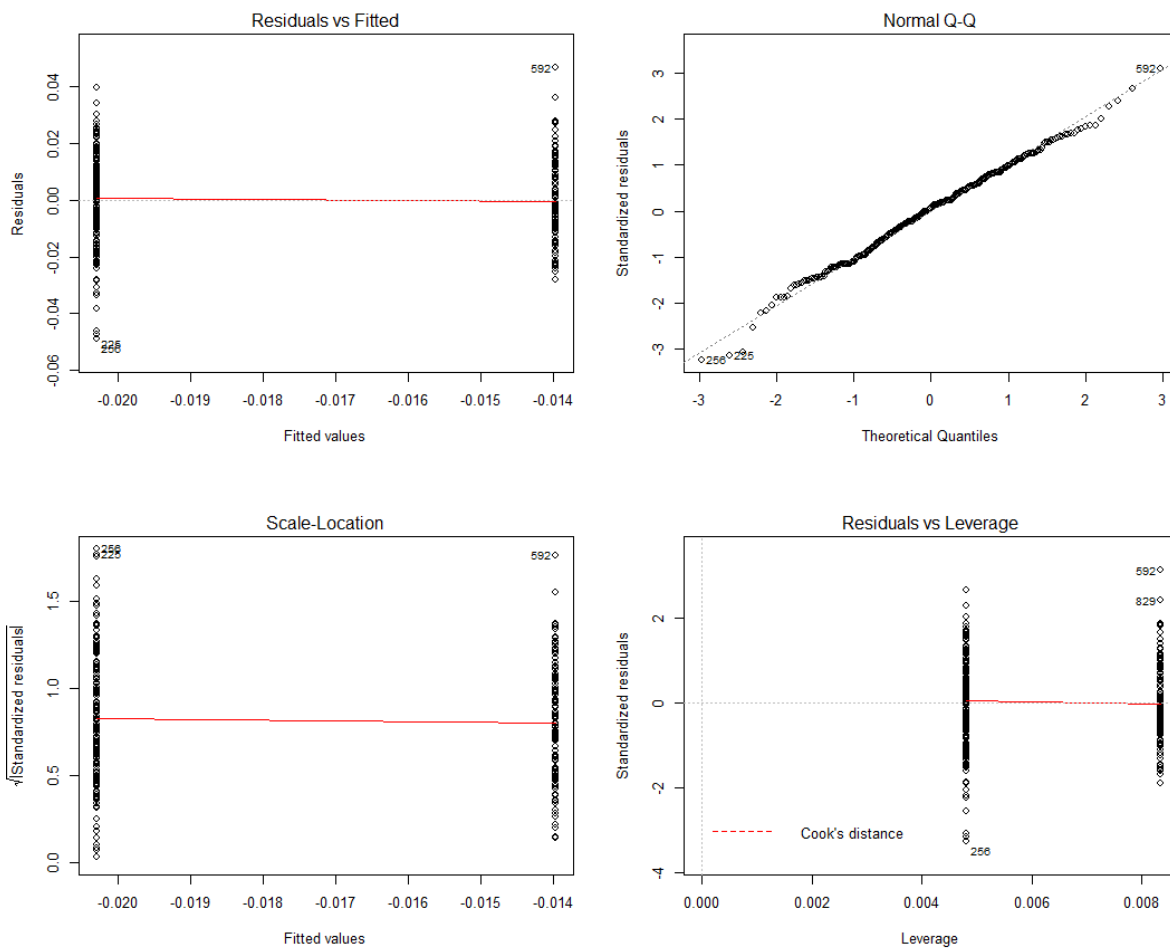 Residuals vs Fitted
Residuals
0.04
0.02
0.00
-0.02
-0.04
-0.06
592
225
256
-0.020 -0.019 -0.018 -0.017 -0.016 -0.015 -0.014
Fitted values
Normal Q-Q
Standardized residuals
3
2
1
0
-1
-2
-3
592
256 225
-3 -2 -1 0 1 2 3
Theoretical Quantiles
Scale-Location
√|Standardized residuals|
1.5
1.0
0.5
0.0
256
225
592
-0.020 -0.019 -0.018 -0.017 -0.016 -0.015 -0.014
Fitted values
Residuals vs Leverage
Standardized residuals
2
0
-2
-4
592
829
Cook's distance
256
0.000 0.002 0.004 0.006 0.008
Leverage